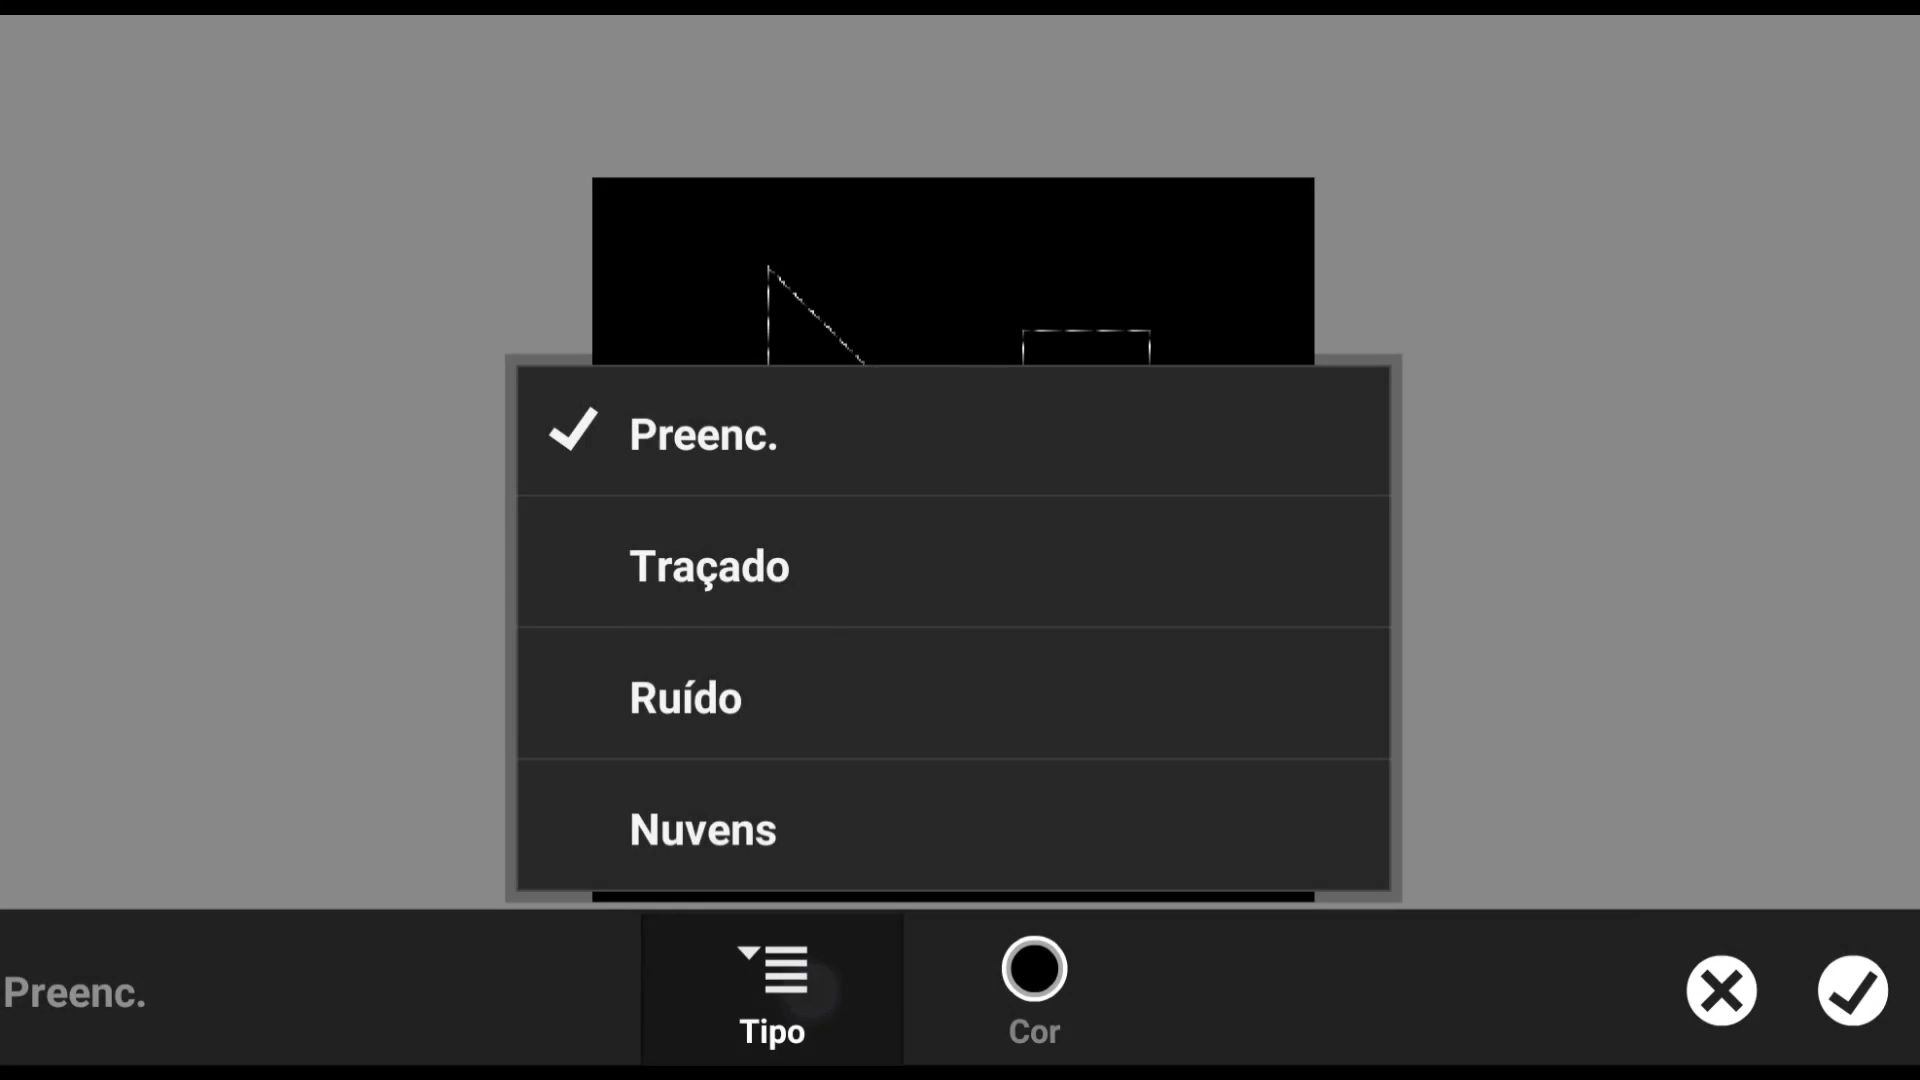 Preenc.
Traçado
Ruído
Nuvens
Preenc.
Tipo
Cor